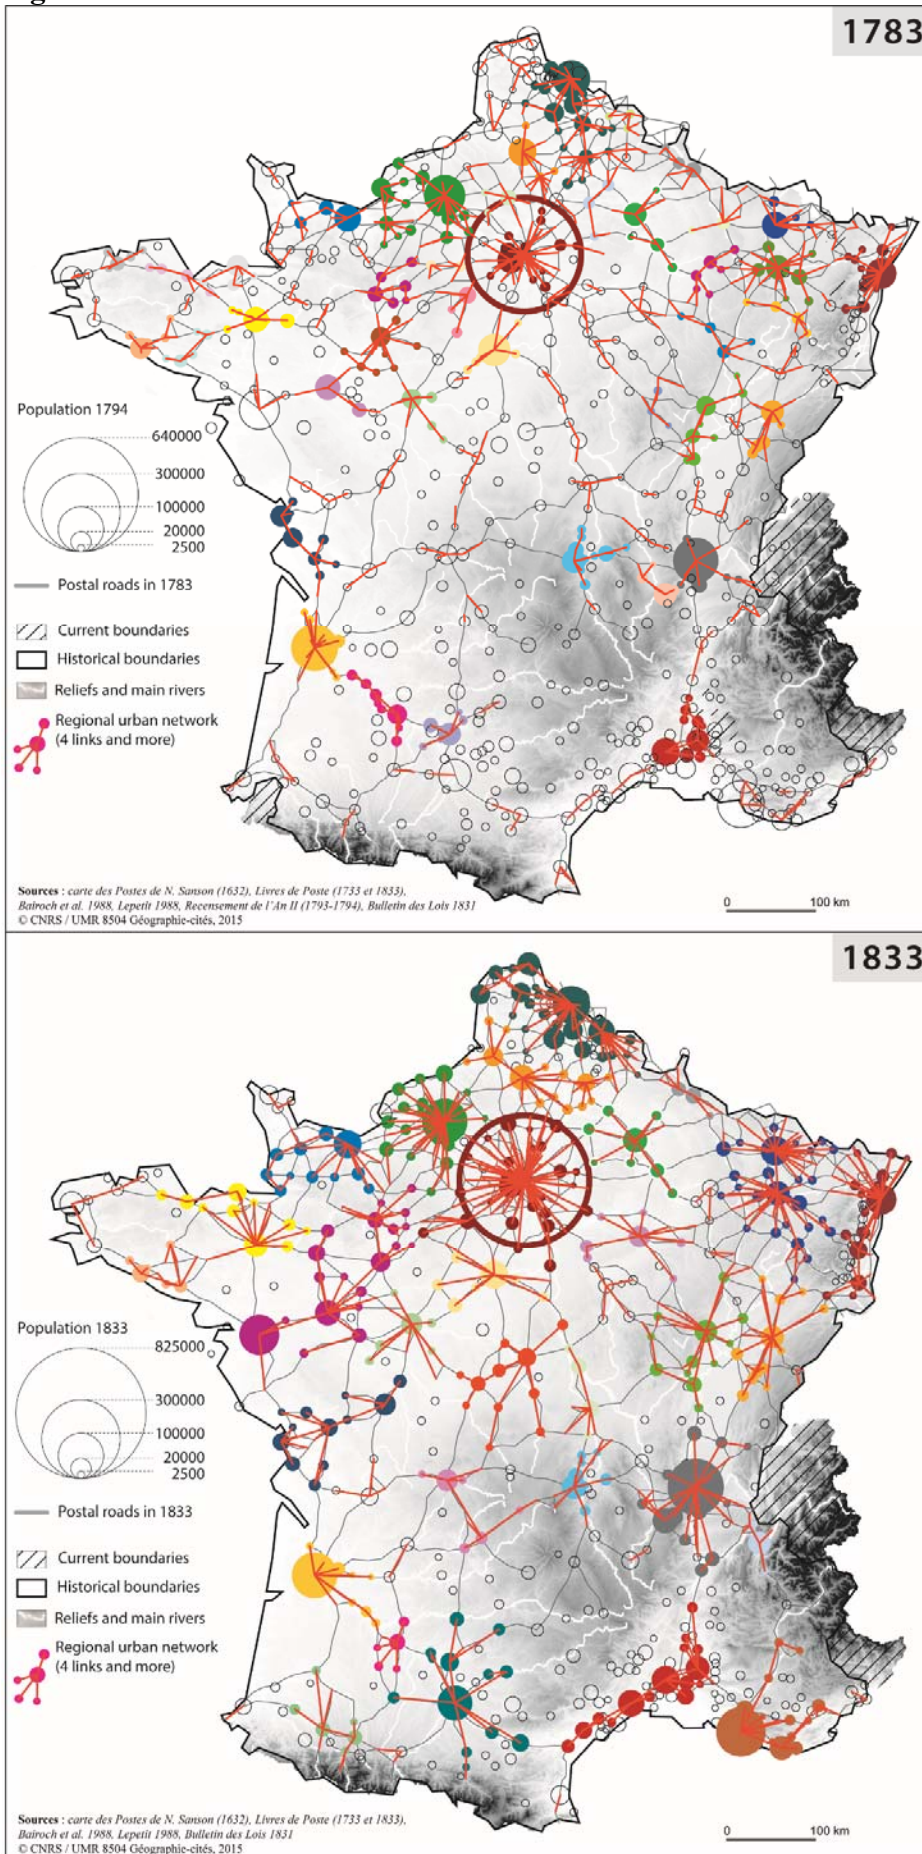 1783
Population 1794
640000
300000
100000
20000
2500
Postal roads in 1783
Current boundaries
Historical boundaries
Reliefs and main rivers
Regional urban network
(4 links and more)
Sources : carte des Postes de N. Sanson (1632), Livres de Poste (1733 et 1833),
Bairoch et al. 1988, Lepetit 1988, Recensement de l'An II (1793-1794), Bulletin des Lois 1831
© CNRS / UMR 8504 Géographie-cités, 2015
0 100 km
1833
Population 1833
825000
300000
100000
20000
2500
Postal roads in 1833
Current boundaries
Historical boundaries
Reliefs and main rivers
Regional urban network
(4 links and more)
Sources : carte des Postes de N. Sanson (1632), Livres de Poste (1733 et 1833),
Bairoch et al. 1988, Lepetit 1988, Bulletin des Lois 1831
© CNRS / UMR 8504 Géographie-cités, 2015
0 100 km